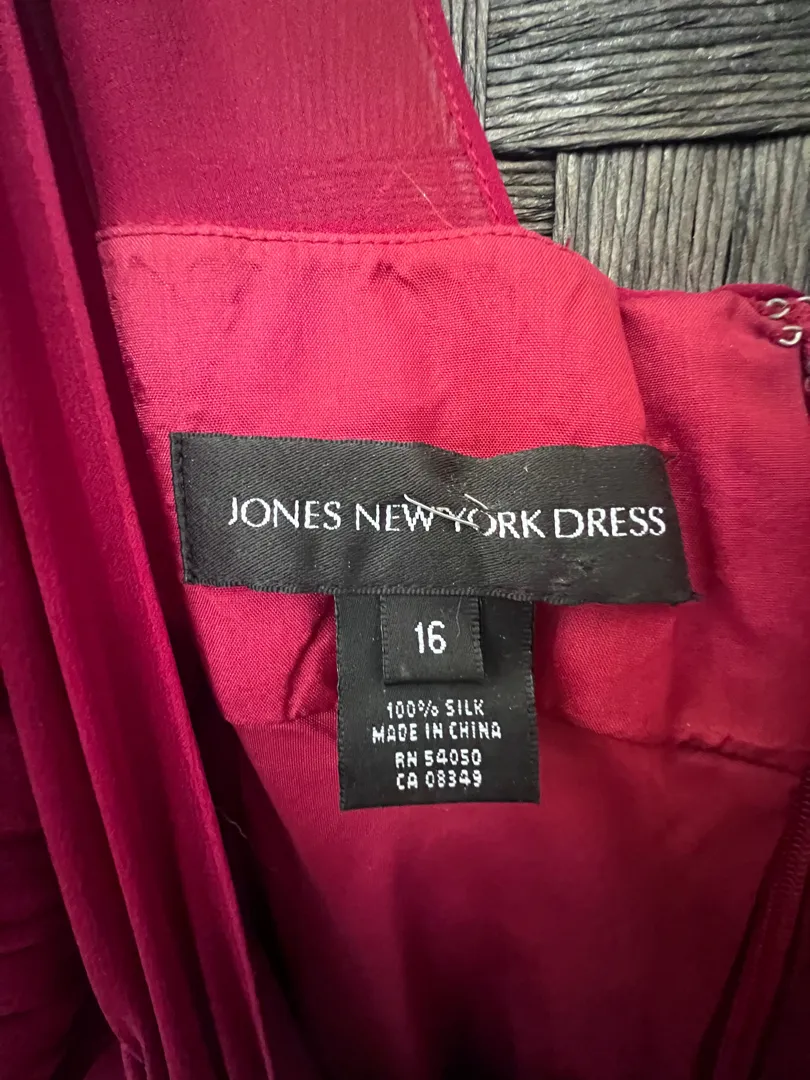 JONES NEW YORK DRESS
16
100% SILK
MADE IN CHINA
RN 54050
CA 08349